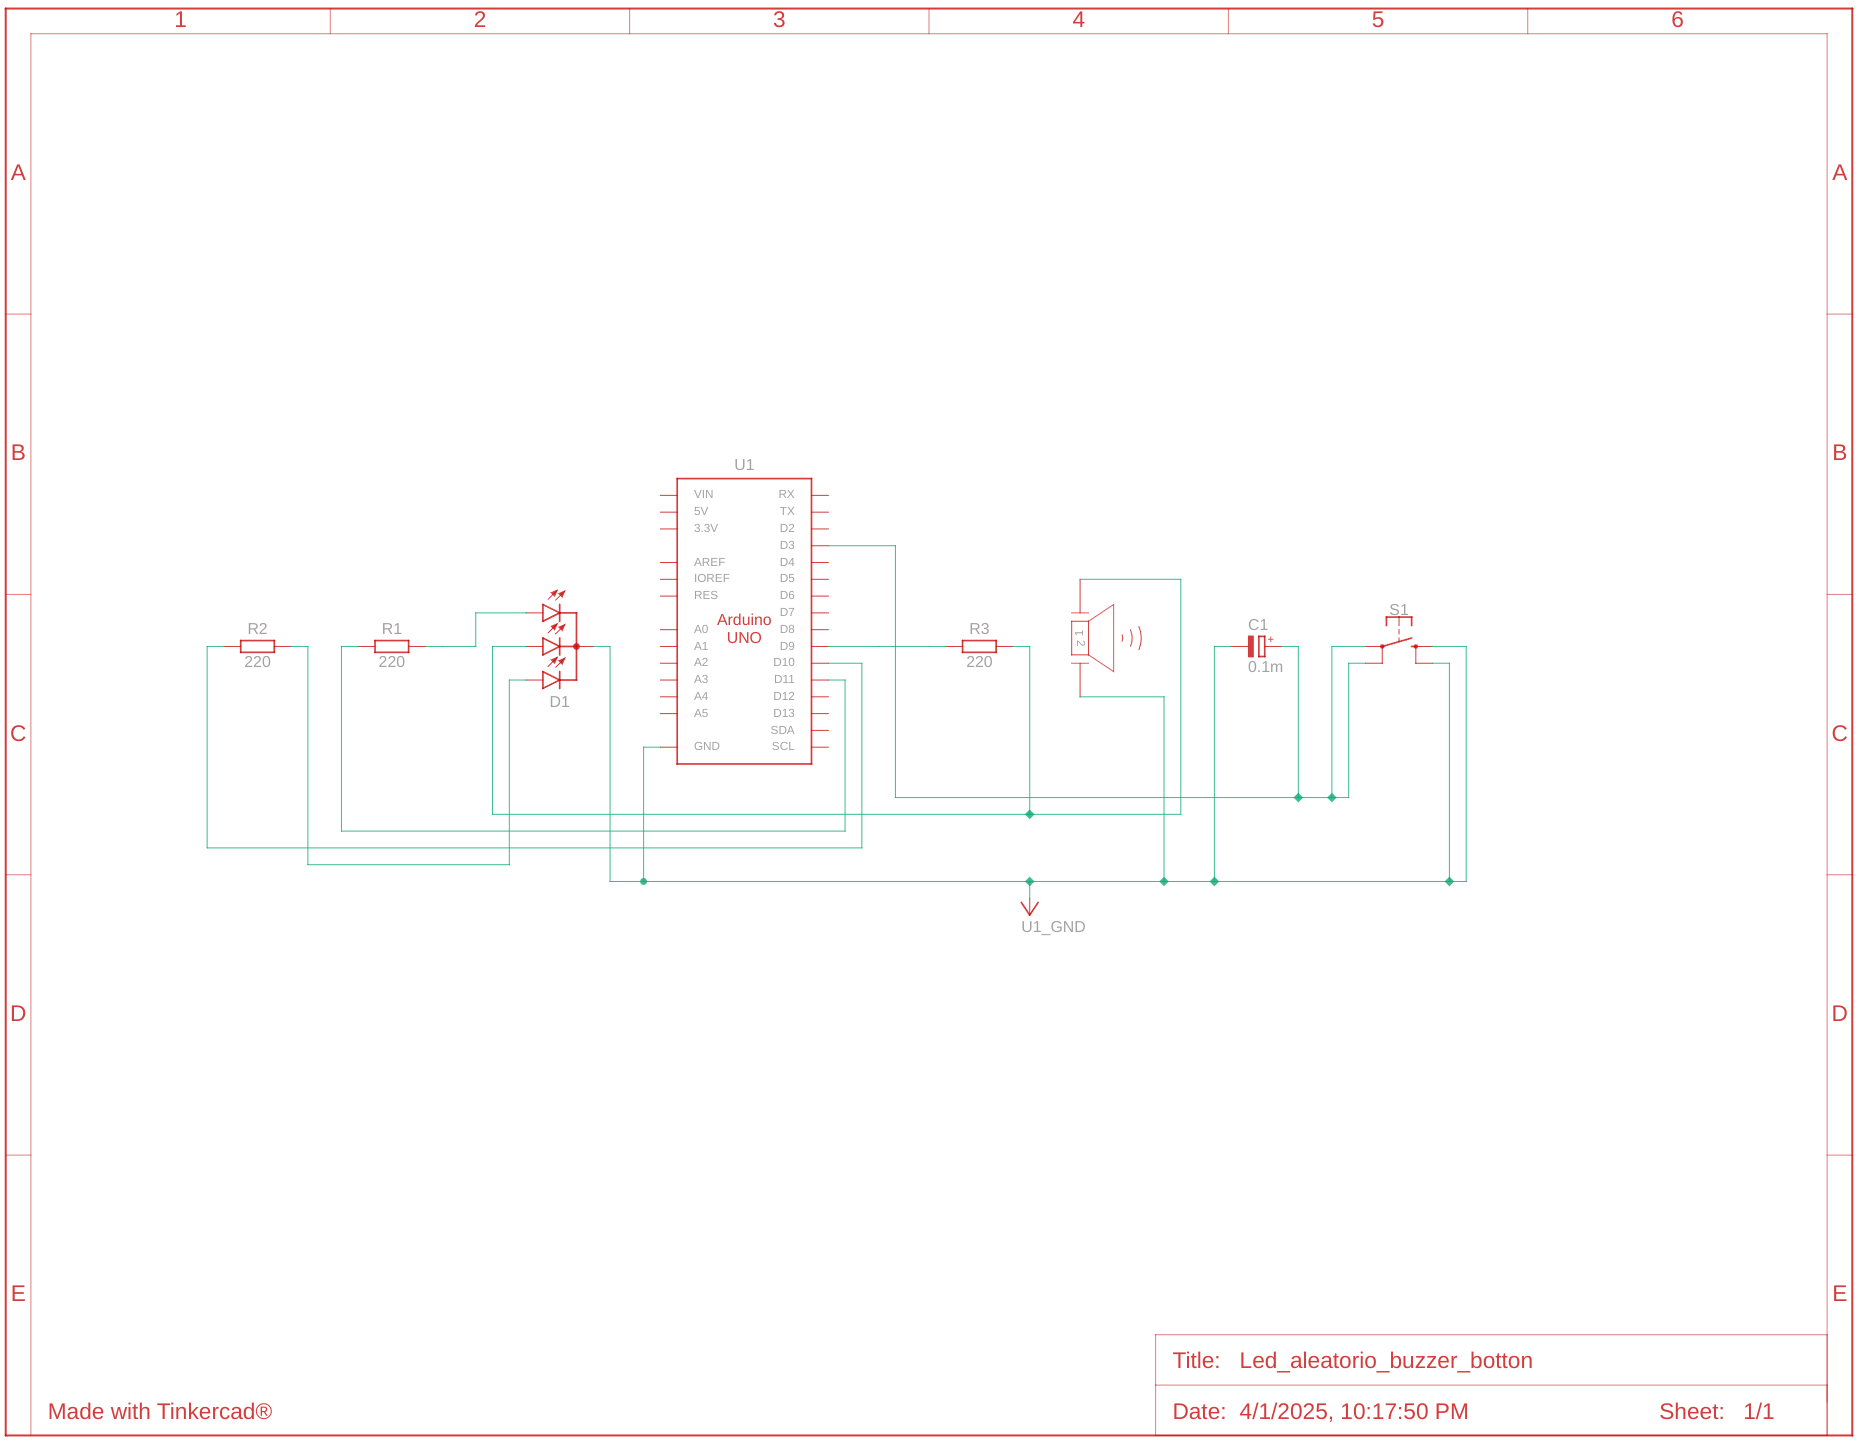 1 2 3 4 5 6
A A
B B
U1
VIN RX
5V TX
3.3V D2
D3
AREF D4
IOREF D5
RES D6
D7
Arduino
UNO
A0 D8
A1 D9
A2 D10
A3 D11
A4 D12
A5 D13
SDA
GND SCL
R2
220
R1
220
D1
R3
220
1 2
C1
+
0.1m
S1
C C
U1_GND
D D
E E
Title: Led_aleatorio_buzzer_botton
Made with Tinkercad®
Date: 4/1/2025, 10:17:50 PM Sheet: 1/1